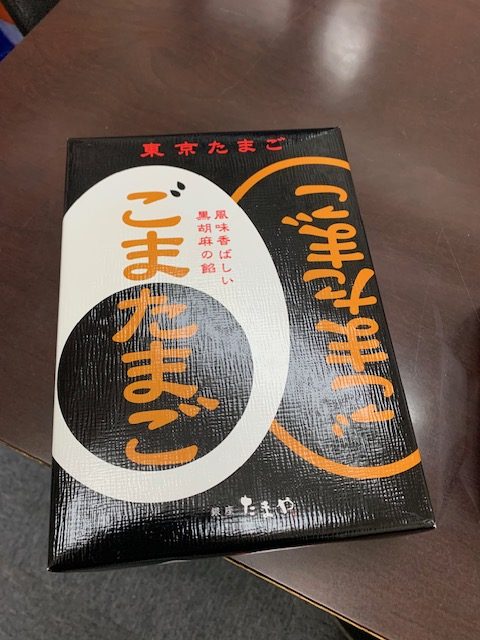 東京たまご
ごまたまご
風味香ばしい
黒胡麻の餡
ごまたまご
銀座 たまや